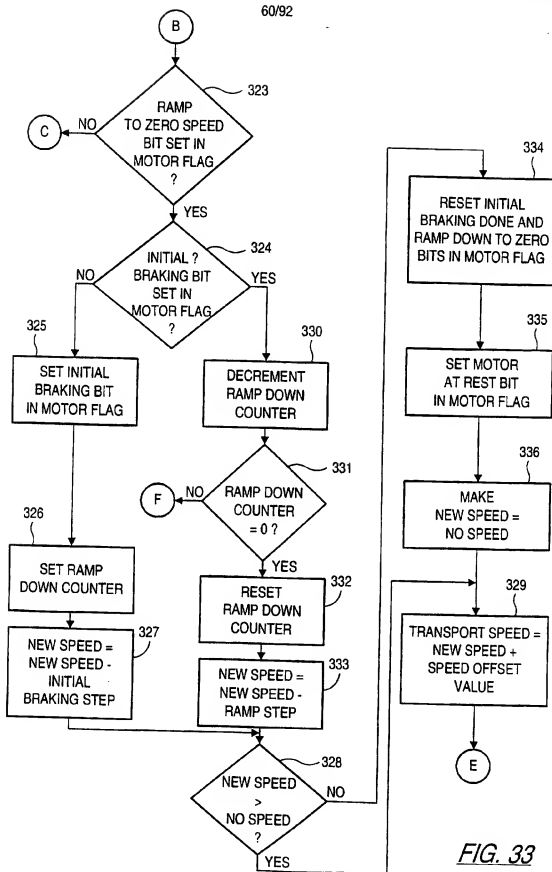 60/92
B
323
RAMP
TO ZERO SPEED
BIT SET IN
MOTOR FLAG
?
NO
C
YES
324
INITIAL ?
BRAKING BIT
SET IN
MOTOR FLAG
?
NO
YES
325
SET INITIAL
BRAKING BIT
IN MOTOR FLAG
330
DECREMENT
RAMP DOWN
COUNTER
331
RAMP DOWN
COUNTER
= 0 ?
NO
F
YES
326
SET RAMP
DOWN COUNTER
327
NEW SPEED =
NEW SPEED -
INITIAL
BRAKING STEP
332
RESET
RAMP DOWN
COUNTER
333
NEW SPEED =
NEW SPEED -
RAMP STEP
328
NEW SPEED
>
NO SPEED
?
NO
YES
334
RESET INITIAL
BRAKING DONE AND
RAMP DOWN TO ZERO
BITS IN MOTOR FLAG
335
SET MOTOR
AT REST BIT
IN MOTOR FLAG
336
MAKE
NEW SPEED =
NO SPEED
329
TRANSPORT SPEED =
NEW SPEED +
SPEED OFFSET
VALUE
E
FIG. 33